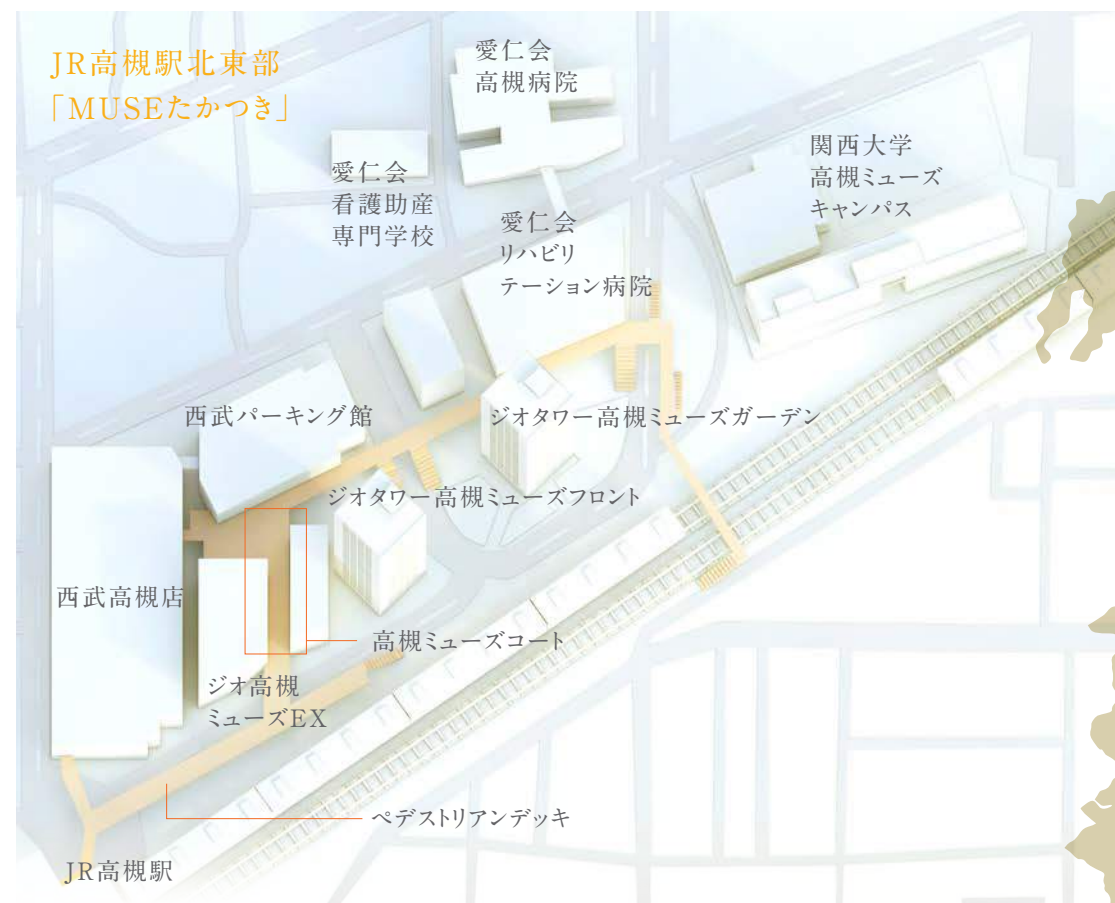 JR高槻駅北東部
「MUSEたかつき」
愛仁会
高槻病院
関西大学
高槻ミューズ
キャンパス
愛仁会
看護助産
専門学校
愛仁会
リハビリ
テーション病院
西武パーキング館
ジオタワー高槻ミューズガーデン
ジオタワー高槻ミューズフロント
西武高槻店
高槻ミューズコート
ジオ高槻
ミューズEX
ペデストリアンデッキ
JR高槻駅